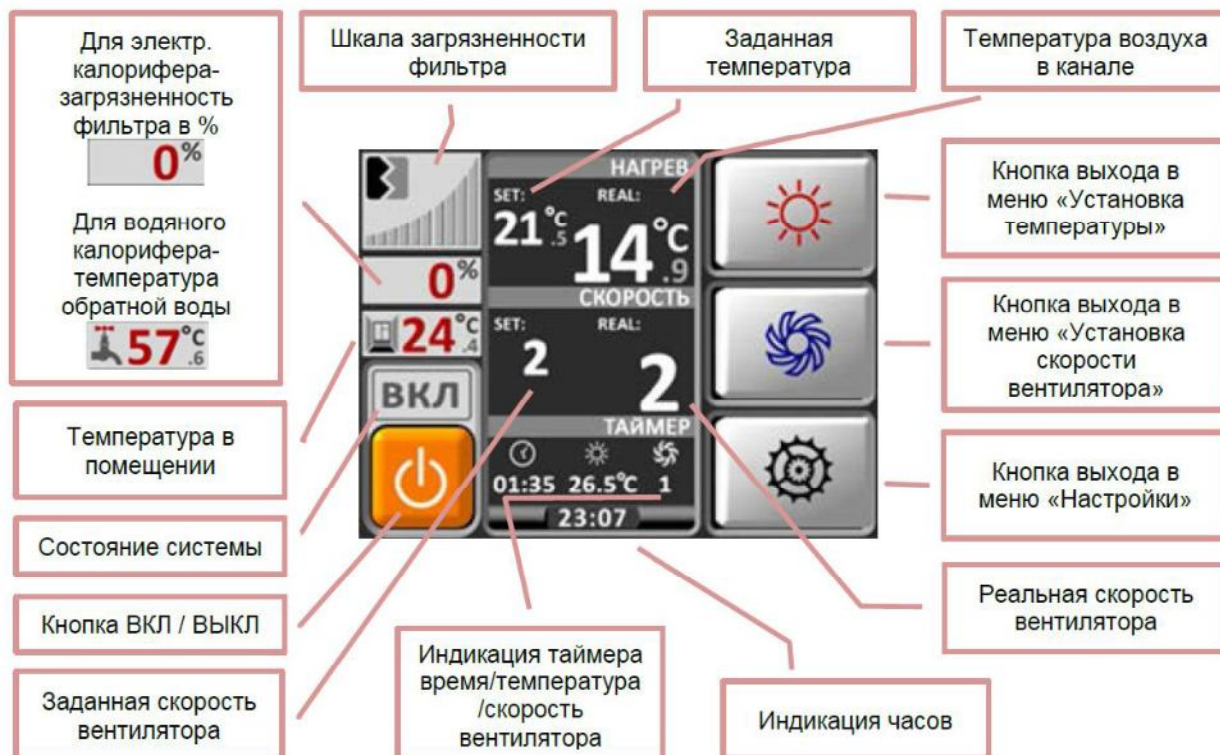 Для электр.
калорифера-
загрязненность
фильтра в %
0%
Для водяного
калорифера-
температура
обратной воды
57°C
.6
Шкала загрязненности
фильтра
Заданная
температура
Температура воздуха
в канале
НАГРЕВ
SET:
REAL:
21°C
.5
14°C
.9
0%
24°C
.4
СКОРОСТЬ
SET:
REAL:
2
2
ВКЛ
ТАЙМЕР
01:35 26.5°C 1
23:07
Кнопка выхода в
меню «Установка
температуры»
Кнопка выхода в
меню «Установка
скорости
вентилятора»
Кнопка выхода в
меню «Настройки»
Реальная скорость
вентилятора
Температура в
помещении
Состояние системы
Кнопка ВКЛ / ВЫКЛ
Заданная скорость
вентилятора
Индикация таймера
время/температура
/скорость
вентилятора
Индикация часов